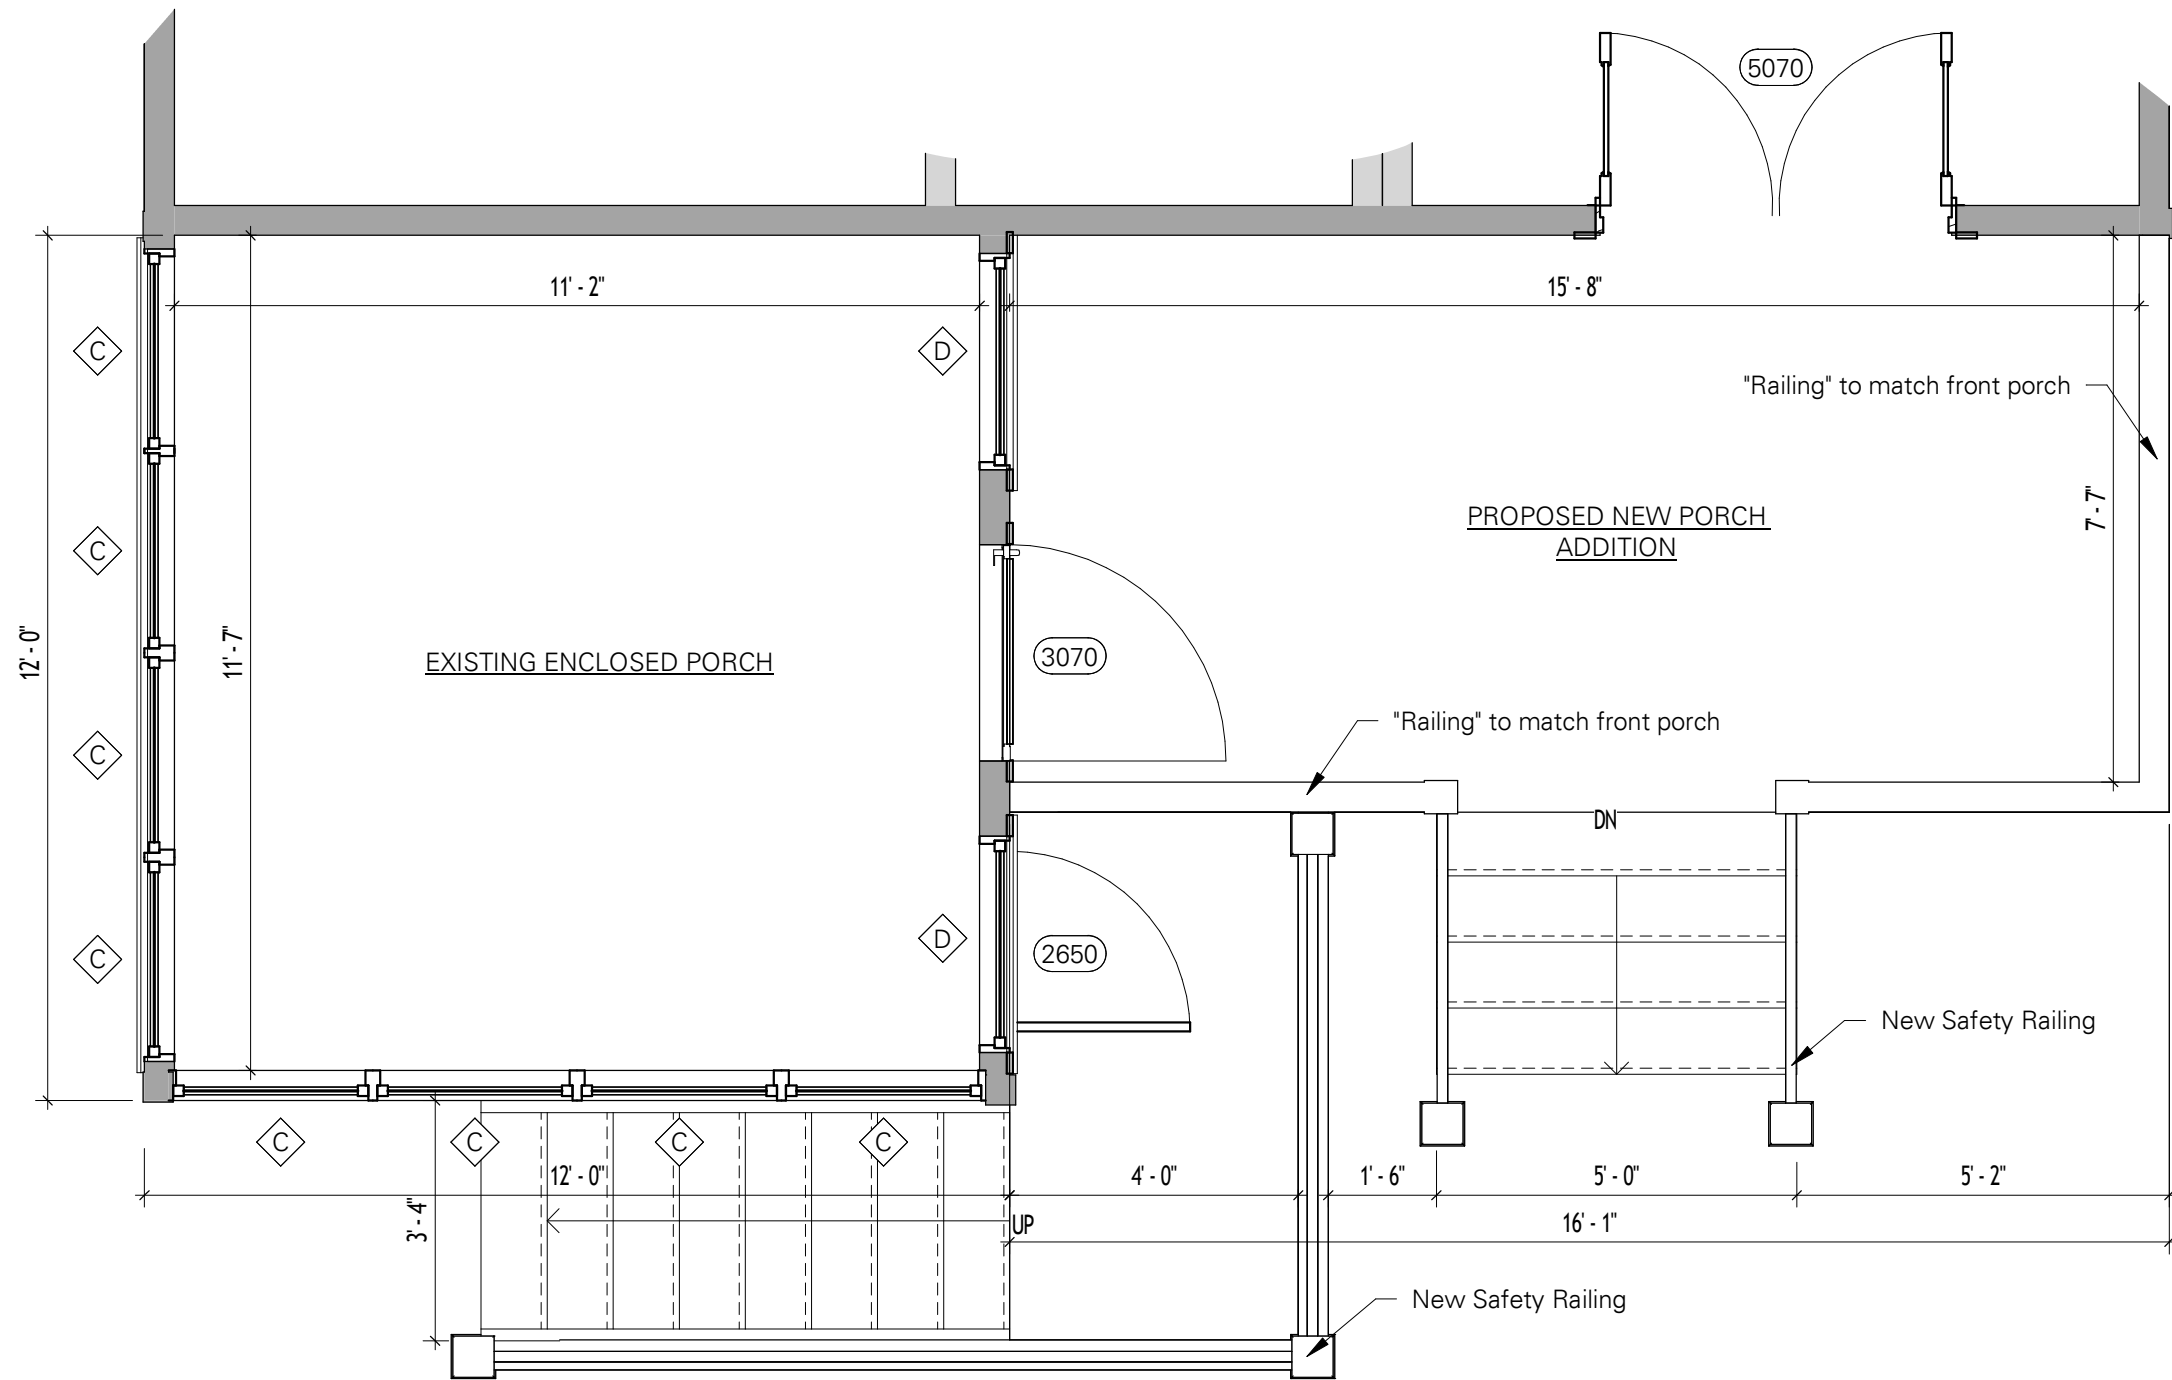 5070
11' - 2"
15' - 8"
C
D
"Railing" to match front porch
7' - 7"
PROPOSED NEW PORCH
ADDITION
C
12' - 0"
11' - 7"
EXISTING ENCLOSED PORCH
3070
"Railing" to match front porch
C
DN
D
2650
C
New Safety Railing
C
C
C
C
12' - 0"
4' - 0"
1' - 6"
5' - 0"
5' - 2"
3' - 4"
UP
16' - 1"
New Safety Railing